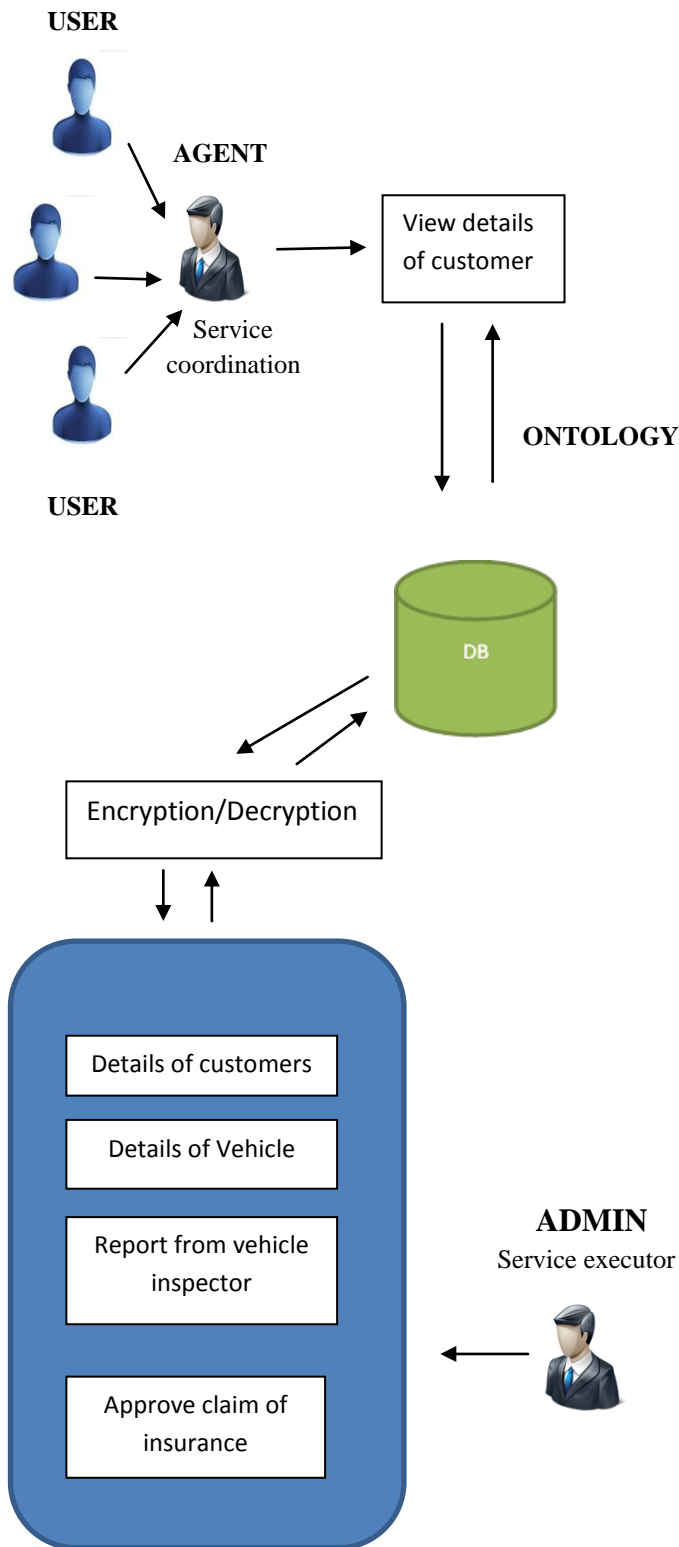 USER
AGENT
View details
of customer
Service
coordination
ONTOLOGY
USER
DB
Encryption/Decryption
Details of customers
Details of Vehicle
Report from vehicle
inspector
ADMIN
Service executor
Approve claim of
insurance